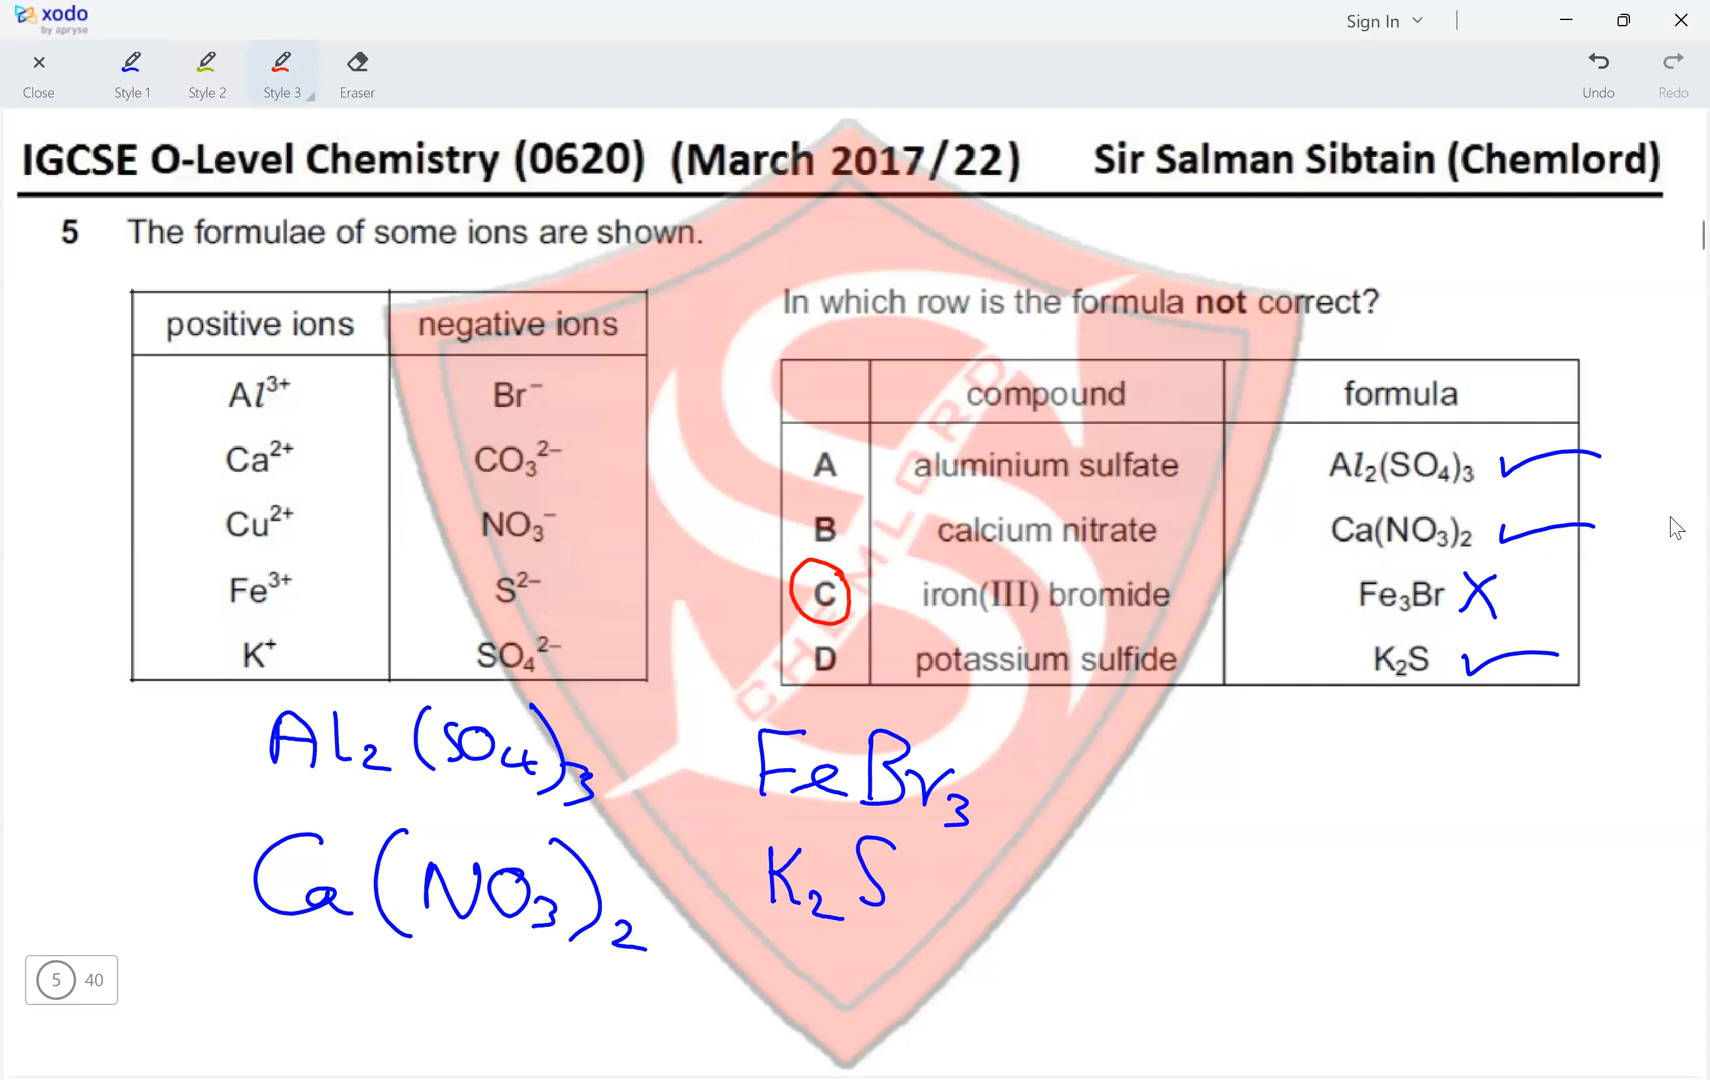 xodo
by apryse
Sign In
Close
Style 1
Style 2
Style 3
Eraser
Undo
Redo
IGCSE O-Level Chemistry (0620) (March 2017/22) Sir Salman Sibtain (Chemlord)
5 The formulae of some ions are shown.
positive ions negative ions
Al³⁺ Br⁻
Ca²⁺ CO₃²⁻
Cu²⁺ NO₃⁻
Fe³⁺ S²⁻
K⁺ SO₄²⁻
In which row is the formula not correct?
compound formula
A aluminium sulfate Al₂(SO₄)₃
B calcium nitrate Ca(NO₃)₂
C iron(III) bromide Fe₃Br
D potassium sulfide K₂S
CHEMLORD
Al₂(SO₄)₃
Ca(NO₃)₂
FeBr₃
K₂S
5 40